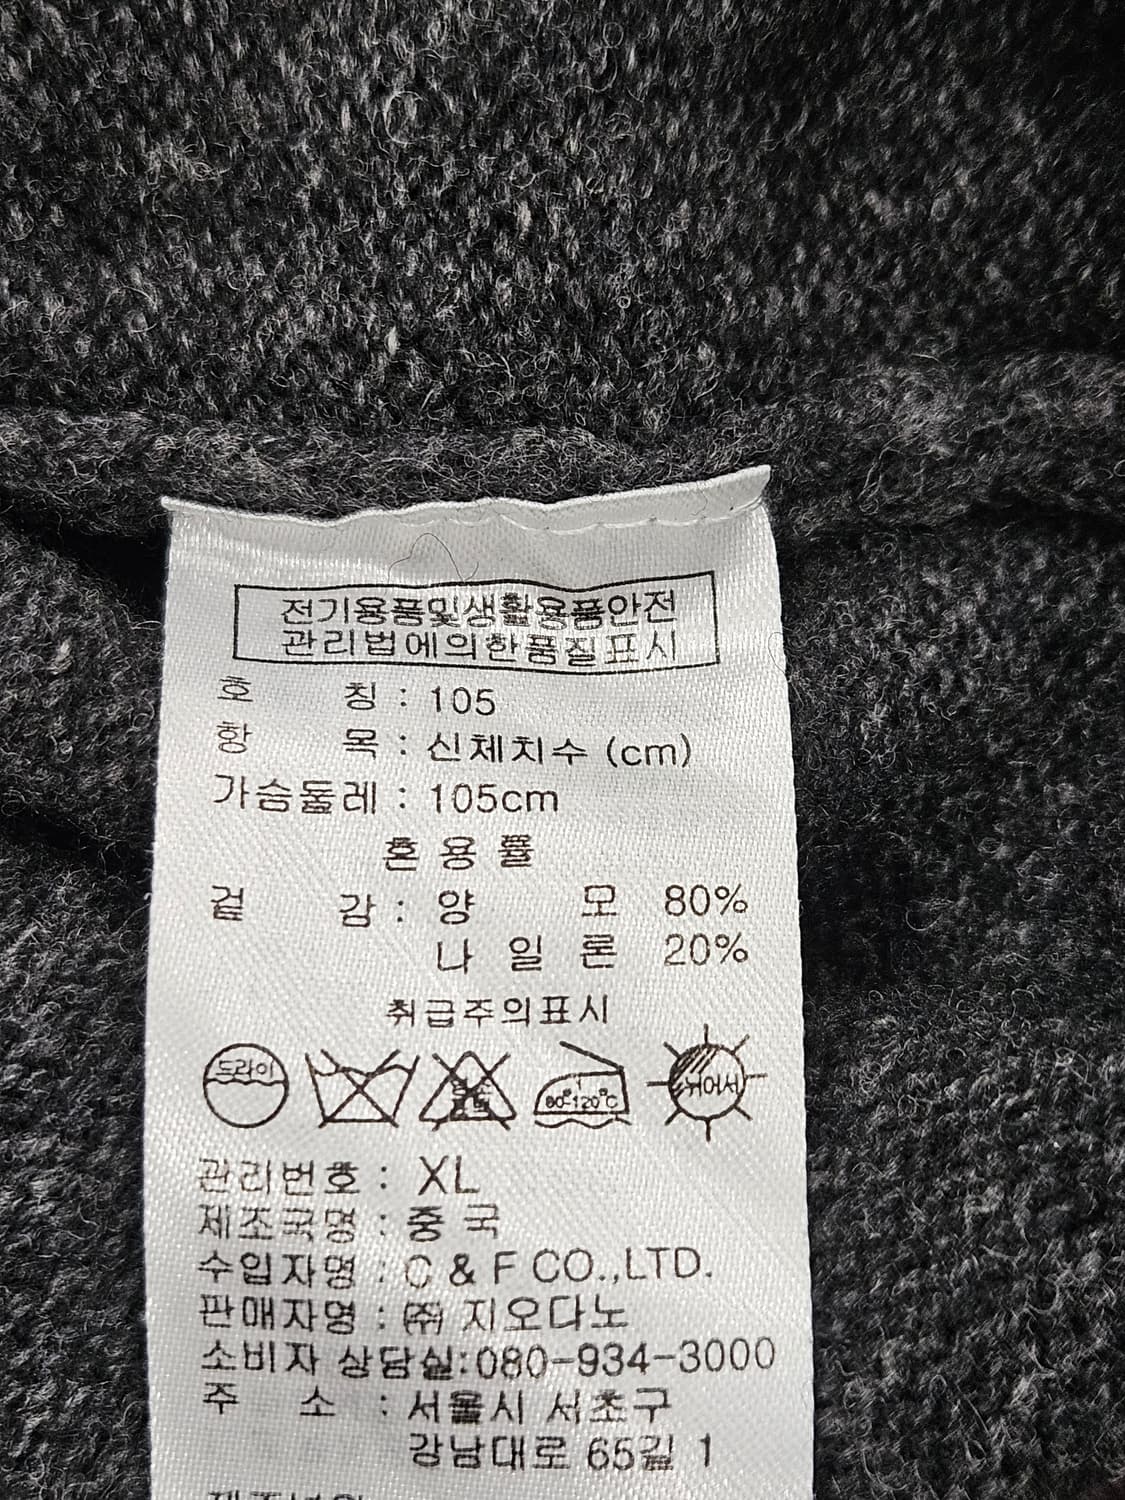 전기용품및생활용품안전
관리법에의한품질표시
호 칭 : 105
항 목 : 신체치수 (cm)
가슴둘레 : 105cm
혼 용 률
겉 감 : 양 모 80%
나 일 론 20%
취급주의표시
드라이 80-120℃ 뉘어서
관리번호 : XL
제조국명 : 중 국
수입자명 : C & F CO.,LTD.
판매자명 : ㈜ 지오다노
소비자 상담실:080-934-3000
주 소 : 서울시 서초구
강남대로 65길 1